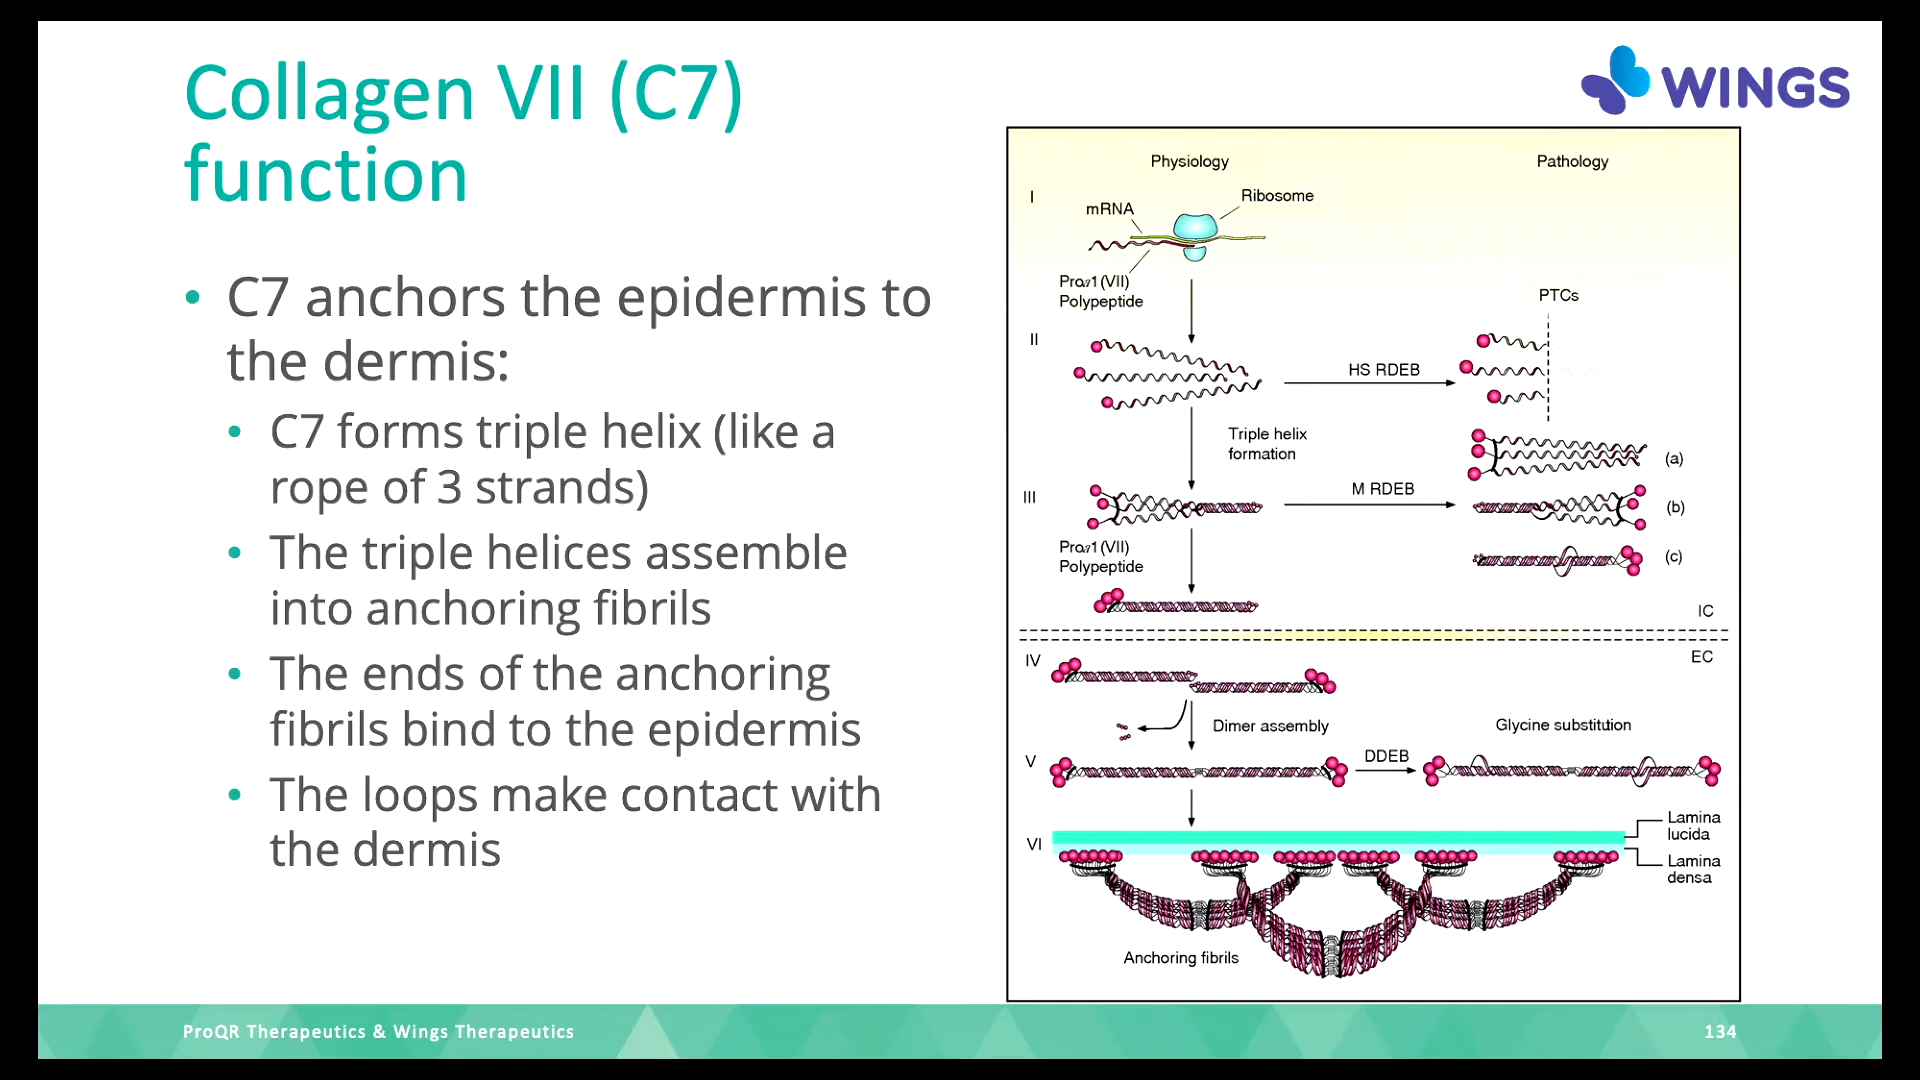 Collagen VII (C7)
function
WINGS
• C7 anchors the epidermis to
the dermis:
• C7 forms triple helix (like a
rope of 3 strands)
• The triple helices assemble
into anchoring fibrils
• The ends of the anchoring
fibrils bind to the epidermis
• The loops make contact with
the dermis
Physiology
Pathology
I
mRNA
Ribosome
Proα1(VII)
Polypeptide
PTCs
II
HS RDEB
Triple helix
formation
(a)
III
M RDEB
(b)
Proα1(VII)
Polypeptide
(c)
IC
EC
IV
Dimer assembly
Glycine substitution
V
DDEB
VI
Lamina
lucida
Lamina
densa
Anchoring fibrils
ProQR Therapeutics & Wings Therapeutics
134